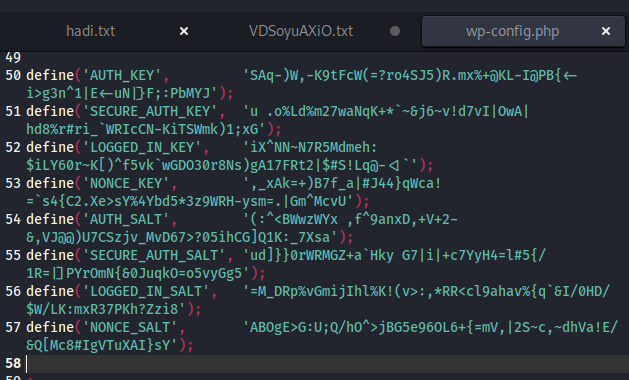 hadi.txt
VDSoyuAXiO.txt
wp-config.php
49
50 define('AUTH_KEY', 'SAq-)W,-K9tFcW(=?ro4SJ5)R.mx%+@KL-I@PB{<-
i>g3n^1|E<-uN|}F;:PbMYJ');
51 define('SECURE_AUTH_KEY', 'u .o%Ld%m27waNqK+*`~&j6~v!d7vI|OwA|
hd8%r#ri_`WRIcCN-KiTSWmk)1;xG');
52 define('LOGGED_IN_KEY', 'iX^NN~N7R5Mdmeh:
$iLY60r~K[)^f5vk`wGDO30r8Ns)gA17FRt2|$#S!Lq@-<|`');
53 define('NONCE_KEY', ',_xAk=+)B7f_a|#J44}qWca!
=`s4{C2.Xe>sY%4Ybd5*3z9WRH-ysm=.|Gm^McvU');
54 define('AUTH_SALT', '(:^<BWwzWYx ,f^9anxD,+V+2-
&,VJ@@)U7CSzjv_MvD67>?05ihCG]Q1K:_7Xsa');
55 define('SECURE_AUTH_SALT', 'ud]}}0rWRMGZ+a`Hky G7|i|+c7YyH4=l#5{/
1R=|]PYrOmN{&0JuqkO=o5vyGg5');
56 define('LOGGED_IN_SALT', '=M_DRp%vGmijIhl%K!(v>:,*RR<cl9ahav%{q`&I/0HD/
$W/LK:mxR37PKh?Zzi8');
57 define('NONCE_SALT', 'ABOgE>G:U;Q/hO^>jBG5e96OL6+{=mV,|2S~c,~dhVa!E/
&Q[Mc8#IgVTuXAI}sY');
58